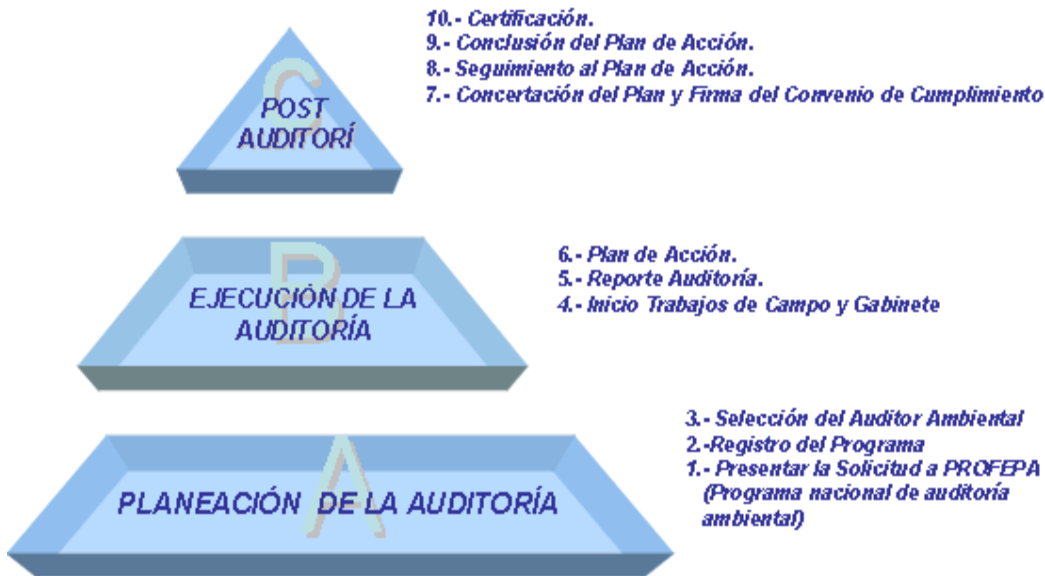 10.- Certificación.
9.- Conclusión del Plan de Acción.
8.- Seguimiento al Plan de Acción.
7.- Concertación del Plan y Firma del Convenio de Cumplimiento
C
POST
AUDITORÍ
6.- Plan de Acción.
5.- Reporte Auditoría.
4.- Inicio Trabajos de Campo y Gabinete
B
EJECUCIÓN DE LA
AUDITORÍA
3.- Selección del Auditor Ambiental
2.-Registro del Programa
1.- Presentar la Solicitud a PROFEPA
(Programa nacional de auditoría
ambiental)
A
PLANEACIÓN DE LA AUDITORÍA